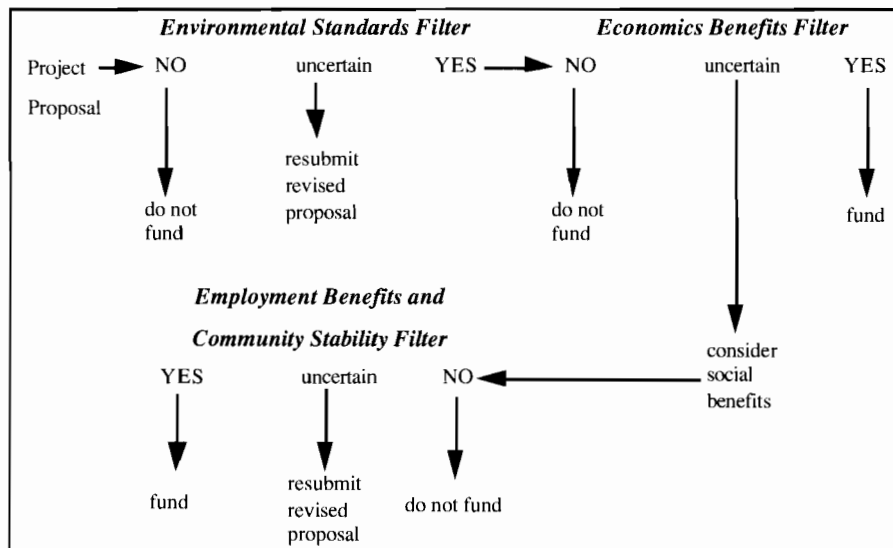 Environmental Standards Filter
Economics Benefits Filter
Project
Proposal
NO
uncertain
YES
NO
uncertain
YES
do not
fund
resubmit
revised
proposal
do not
fund
fund
consider
social
benefits
Employment Benefits and
Community Stability Filter
YES
uncertain
NO
fund
resubmit
revised
proposal
do not fund